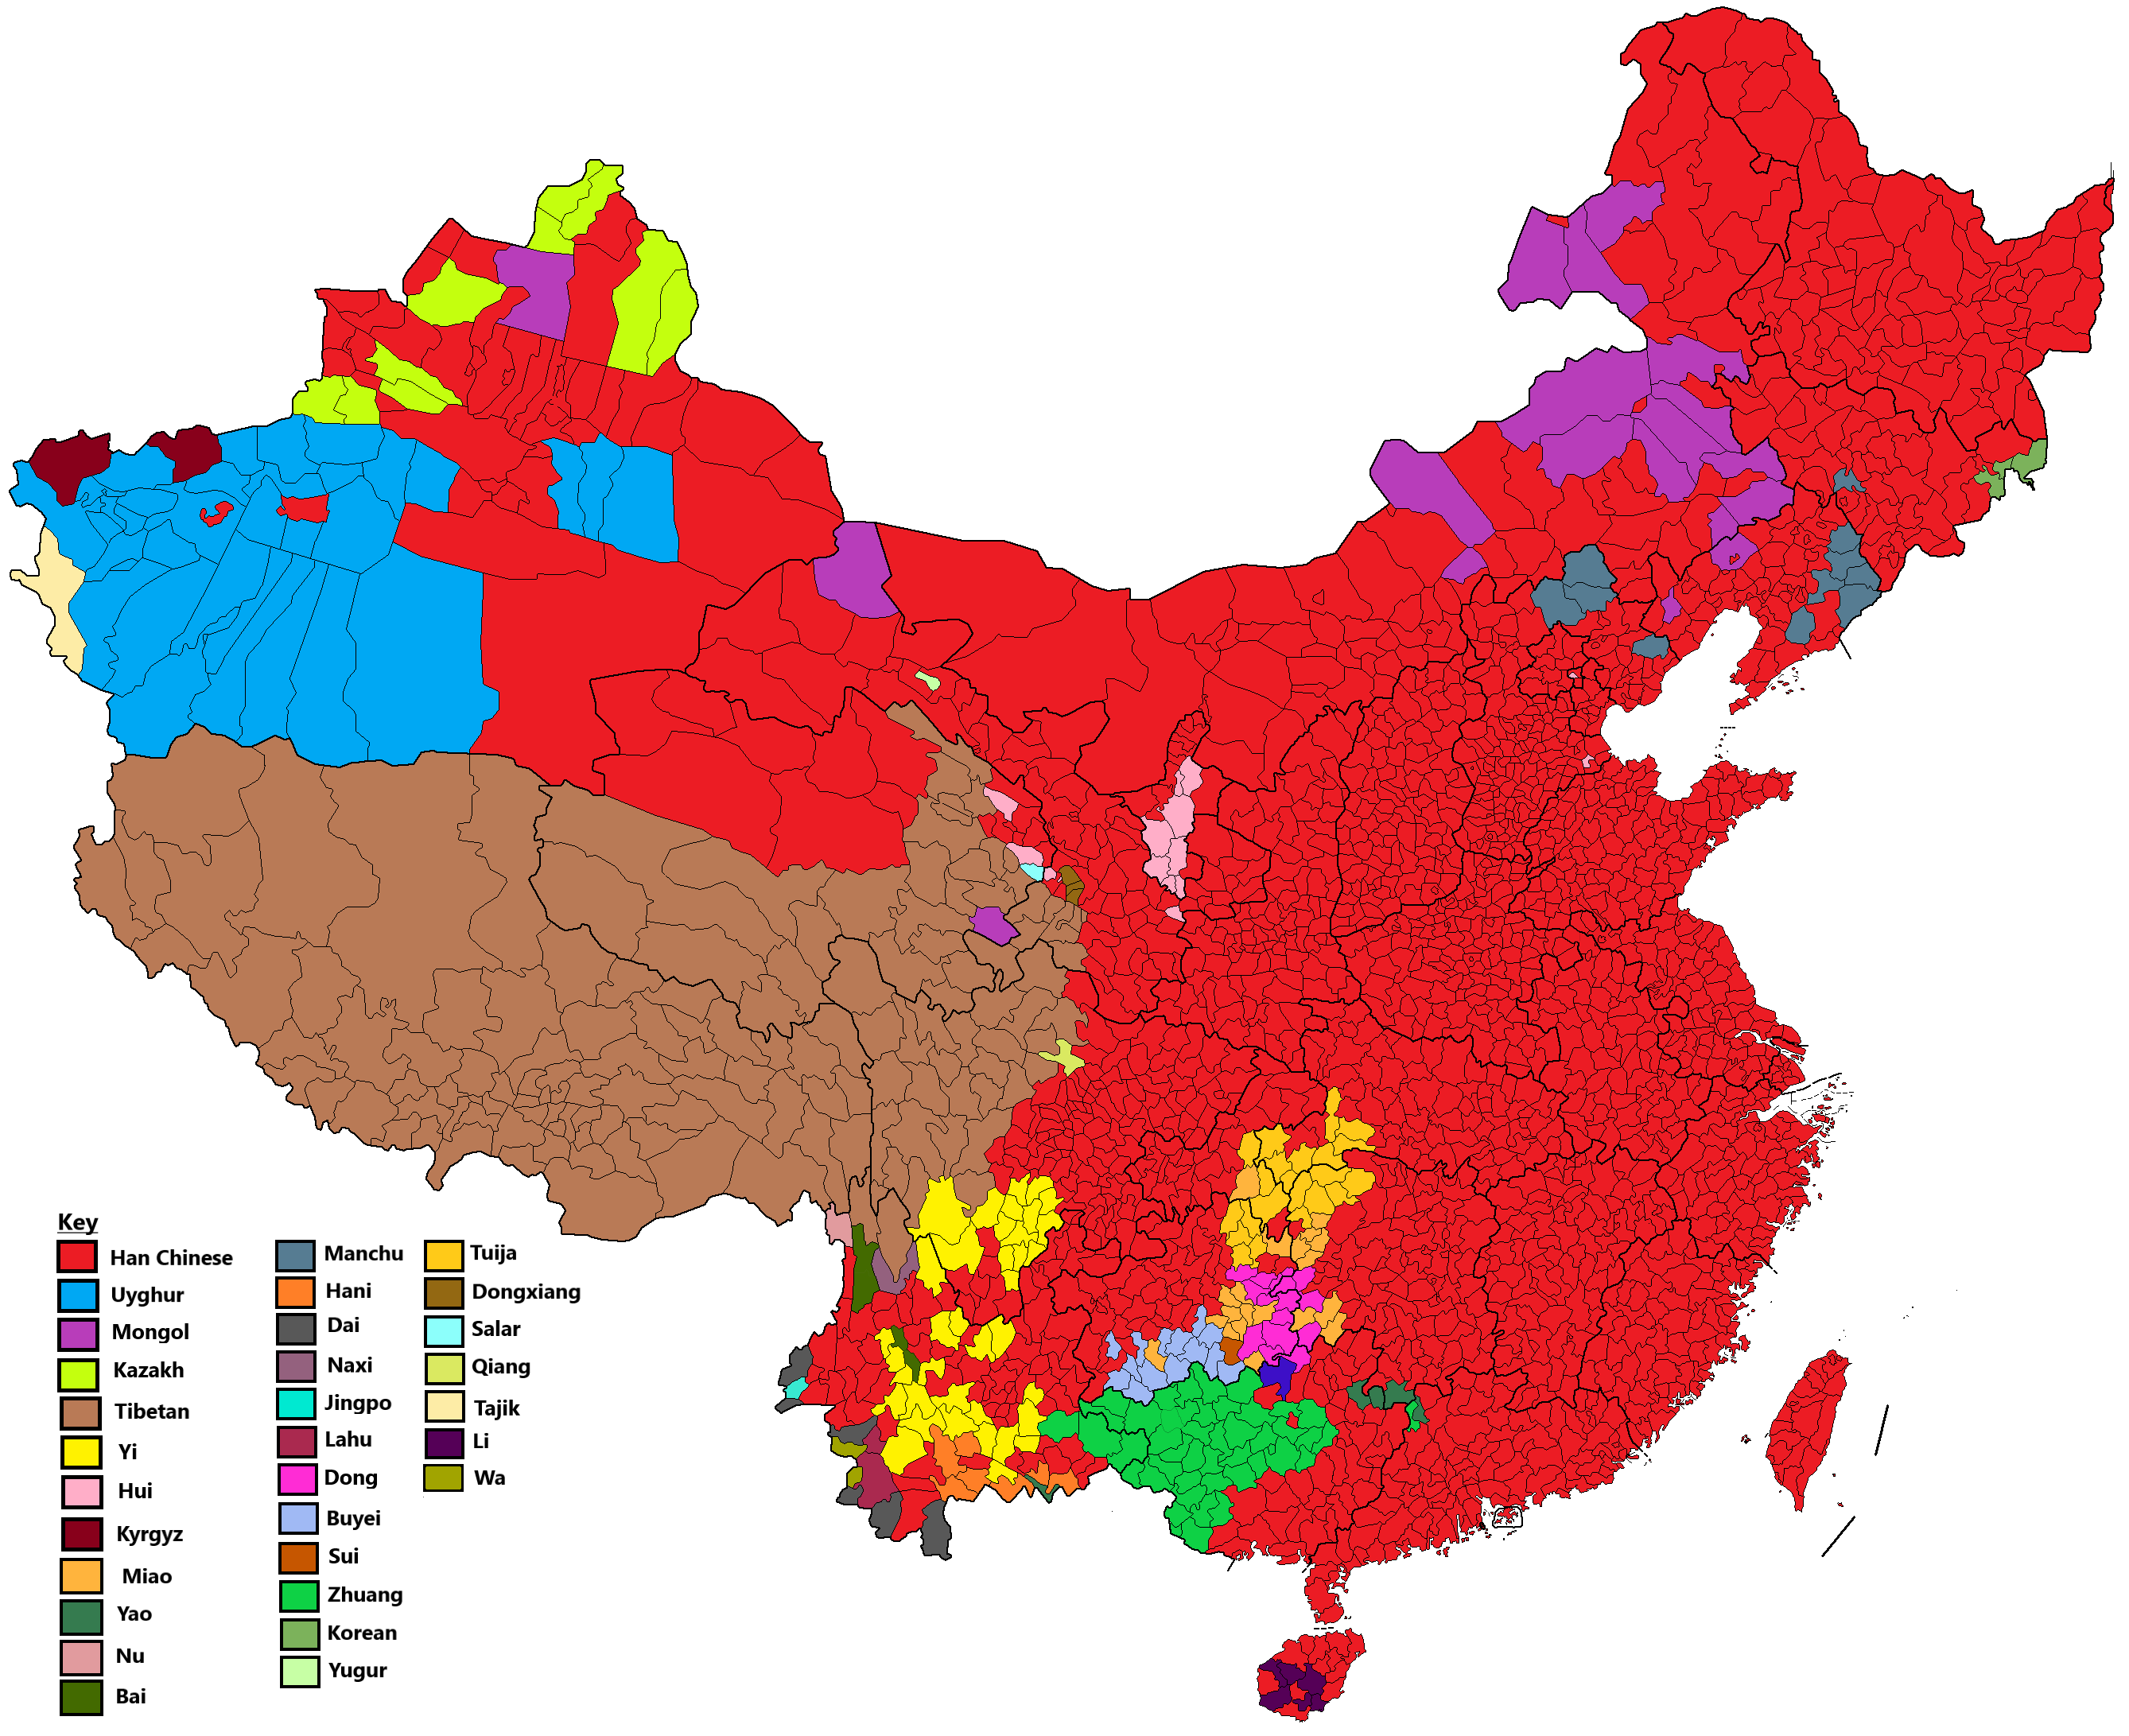 Key
Han Chinese
Uyghur
Mongol
Kazakh
Tibetan
Yi
Hui
Kyrgyz
Miao
Yao
Nu
Bai
Manchu
Hani
Dai
Naxi
Jingpo
Lahu
Dong
Buyei
Sui
Zhuang
Korean
Yugur
Tuija
Dongxiang
Salar
Qiang
Tajik
Li
Wa